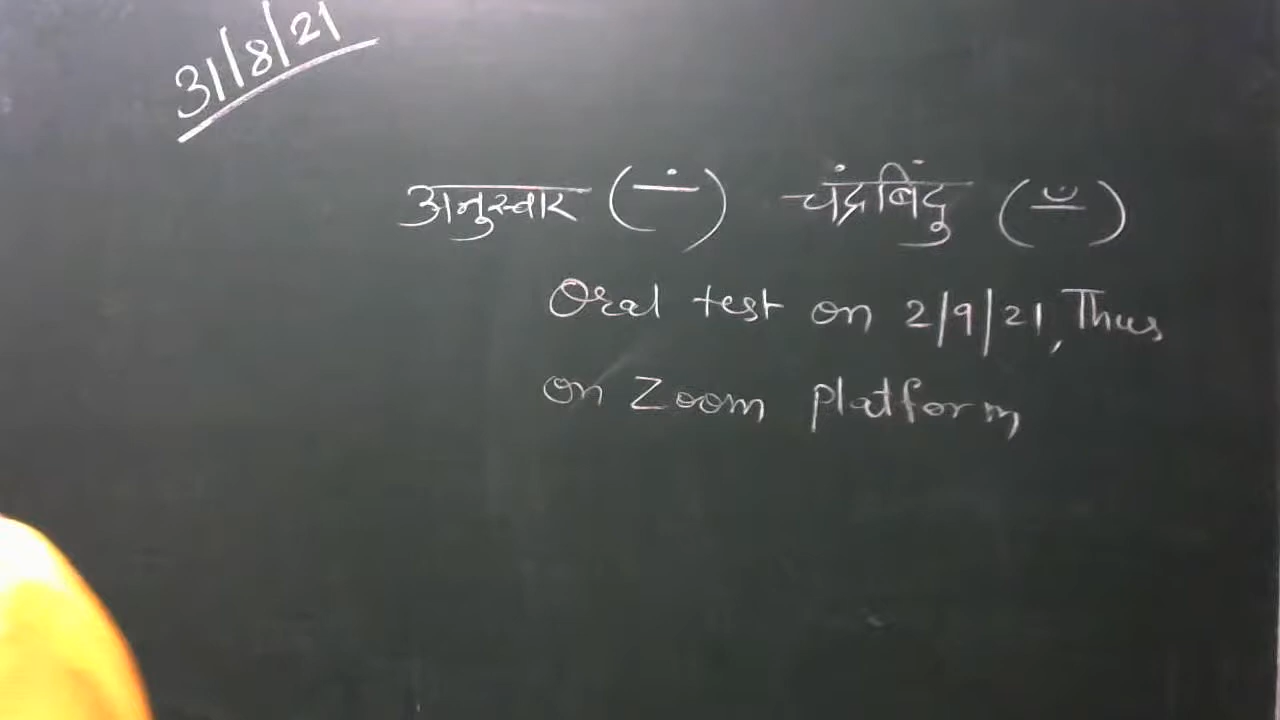 31/8/21
अनुस्वार (—ं) चंद्रबिंदु (—ँ)
Oral test on 2/9/21, Thus
on Zoom platform